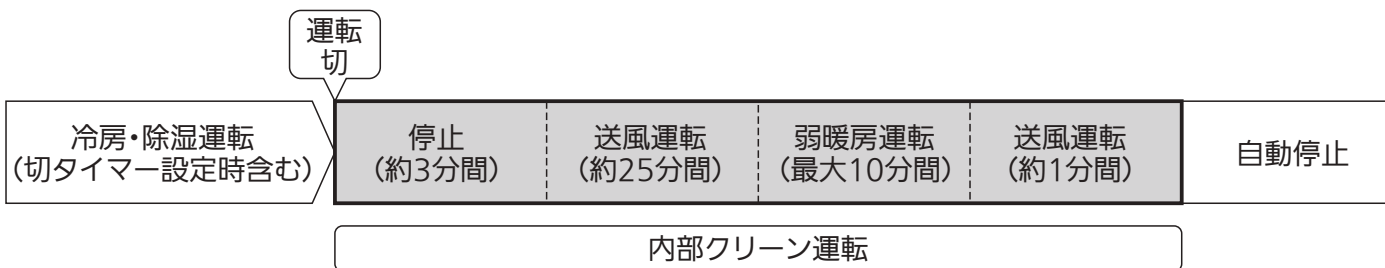 運転
切
冷房・除湿運転
（切タイマー設定時含む）
停止
（約3分間）
送風運転
（約25分間）
弱暖房運転
（最大10分間）
送風運転
（約1分間）
自動停止
内部クリーン運転